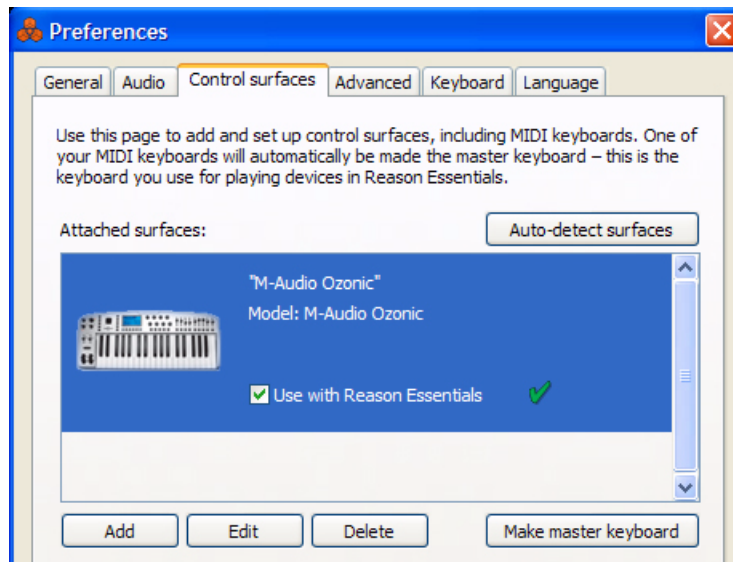 Preferences
General Audio Control surfaces Advanced Keyboard Language
Use this page to add and set up control surfaces, including MIDI keyboards. One of
your MIDI keyboards will automatically be made the master keyboard – this is the
keyboard you use for playing devices in Reason Essentials.
Attached surfaces: Auto-detect surfaces
"M-Audio Ozonic"
Model: M-Audio Ozonic
Use with Reason Essentials
Add Edit Delete Make master keyboard